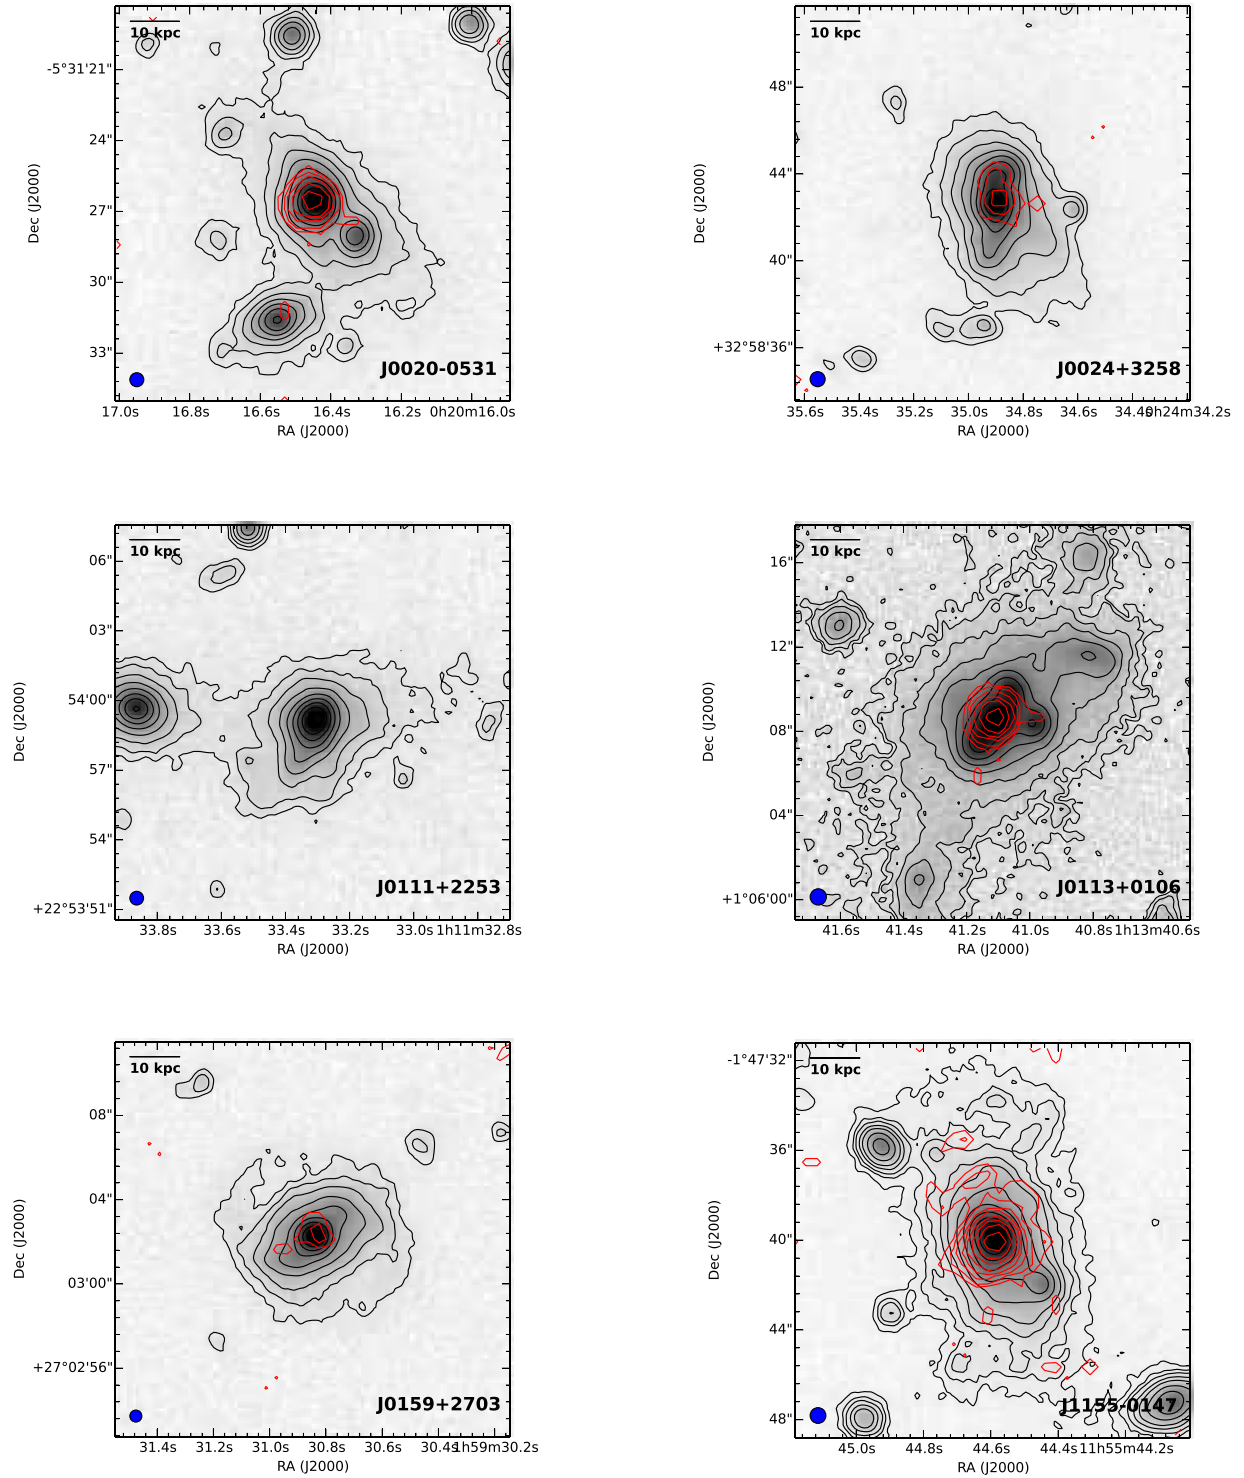 10 kpc
-5°31'21"
24"
27"
30"
33"
Dec (J2000)
J0020-0531
17.0s 16.8s 16.6s 16.4s 16.2s 0h20m16.0s
RA (J2000)
10 kpc
48"
44"
40"
+32°58'36"
Dec (J2000)
J0024+3258
35.6s 35.4s 35.2s 35.0s 34.8s 34.6s 34.4s 0h24m34.2s
RA (J2000)
10 kpc
06"
03"
54'00"
57"
54"
+22°53'51"
Dec (J2000)
J0111+2253
33.8s 33.6s 33.4s 33.2s 33.0s 1h11m32.8s
RA (J2000)
10 kpc
16"
12"
08"
04"
+1°06'00"
Dec (J2000)
J0113+0106
41.6s 41.4s 41.2s 41.0s 40.8s 1h13m40.6s
RA (J2000)
10 kpc
08"
04"
03'00"
+27°02'56"
Dec (J2000)
J0159+2703
31.4s 31.2s 31.0s 30.8s 30.6s 30.4s 1h59m30.2s
RA (J2000)
10 kpc
-1°47'32"
36"
40"
44"
48"
Dec (J2000)
J1155-0147
45.0s 44.8s 44.6s 44.4s 11h55m44.2s
RA (J2000)